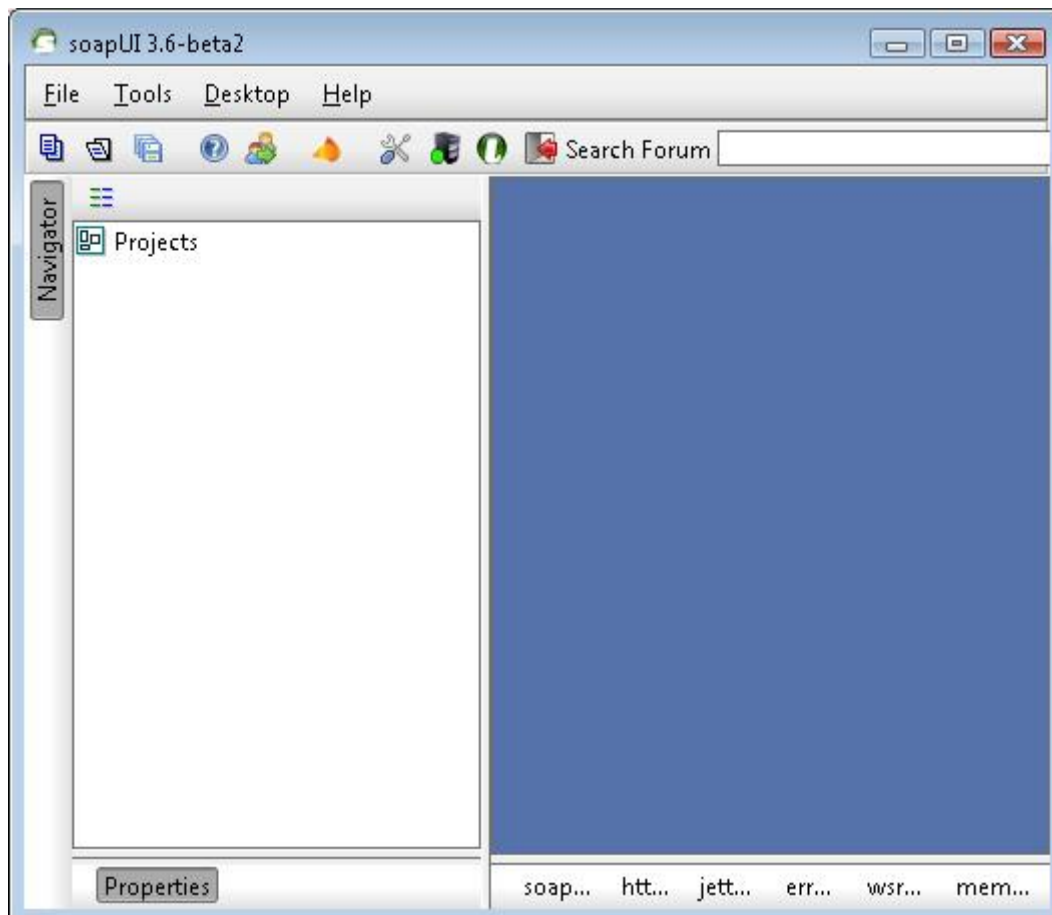 soapUI 3.6-beta2
File Tools Desktop Help
Search Forum
Navigator
Projects
Properties
soap... htt... jett... err... wsr... mem...